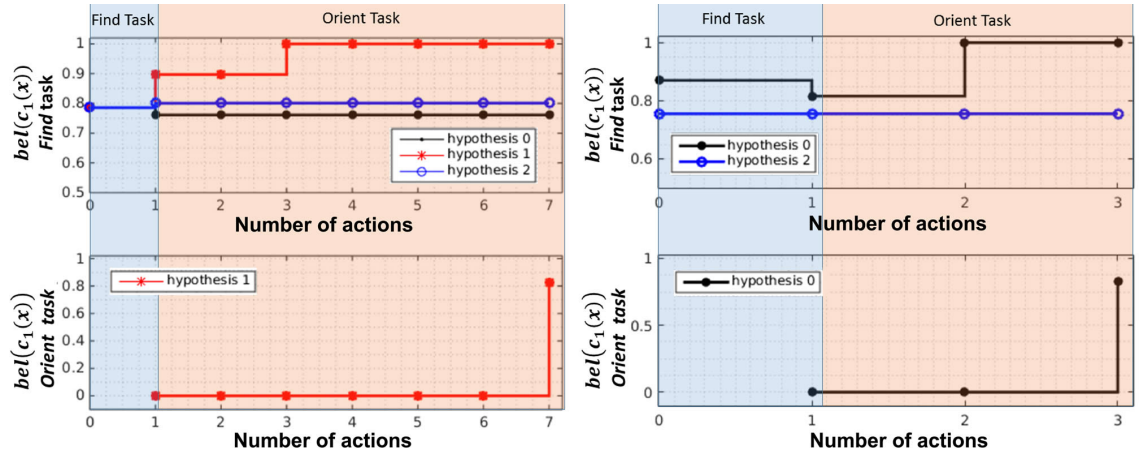 Find Task
Orient Task
bel(c₁(x))
Find task
1
0.9
0.8
0.7
0.6
0.5
hypothesis 0
hypothesis 1
hypothesis 2
0 1 2 3 4 5 6 7
Number of actions
bel(c₁(x))
Orient task
1
0.8
0.6
0.4
0.2
0
hypothesis 1
0 1 2 3 4 5 6 7
Number of actions
Find Task
Orient Task
bel(c₁(x))
Find task
1
0.8
0.6
hypothesis 0
hypothesis 2
0 1 2 3
Number of actions
bel(c₁(x))
Orient task
1
0.5
0
hypothesis 0
0 1 2 3
Number of actions